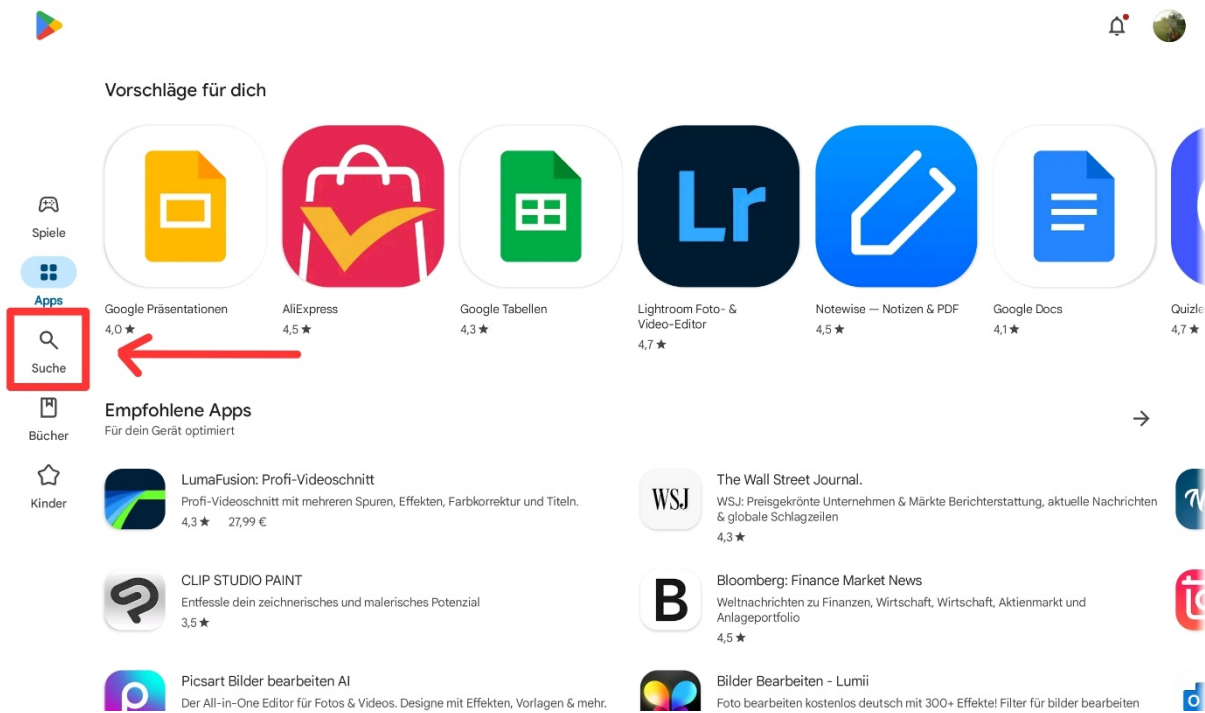 Vorschläge für dich
Spiele
Apps
Suche
Bücher
Kinder
Lr
Google Präsentationen
4,0 ★
AliExpress
4,5 ★
Google Tabellen
4,3 ★
Lightroom Foto- &
Video-Editor
4,7 ★
Notewise — Notizen & PDF
4,5 ★
Google Docs
4,1 ★
4,7 ★
Empfohlene Apps
Für dein Gerät optimiert
LumaFusion: Profi-Videoschnitt
Profi-Videoschnitt mit mehreren Spuren, Effekten, Farbkorrektur und Titeln.
4,3 ★ 27,99 €
WSJ
The Wall Street Journal.
WSJ: Preisgekrönte Unternehmen & Märkte Berichterstattung, aktuelle Nachrichten
& globale Schlagzeilen
4,3 ★
CLIP STUDIO PAINT
Entfessle dein zeichnerisches und malerisches Potenzial
3,5 ★
B
Bloomberg: Finance Market News
Weltnachrichten zu Finanzen, Wirtschaft, Wirtschaft, Aktienmarkt und
Anlageportfolio
4,5 ★
Picsart Bilder bearbeiten AI
Der All-in-One Editor für Fotos & Videos. Designe mit Effekten, Vorlagen & mehr.
Bilder Bearbeiten - Lumii
Foto bearbeiten kostenlos deutsch mit 300+ Effekte! Filter für bilder bearbeiten